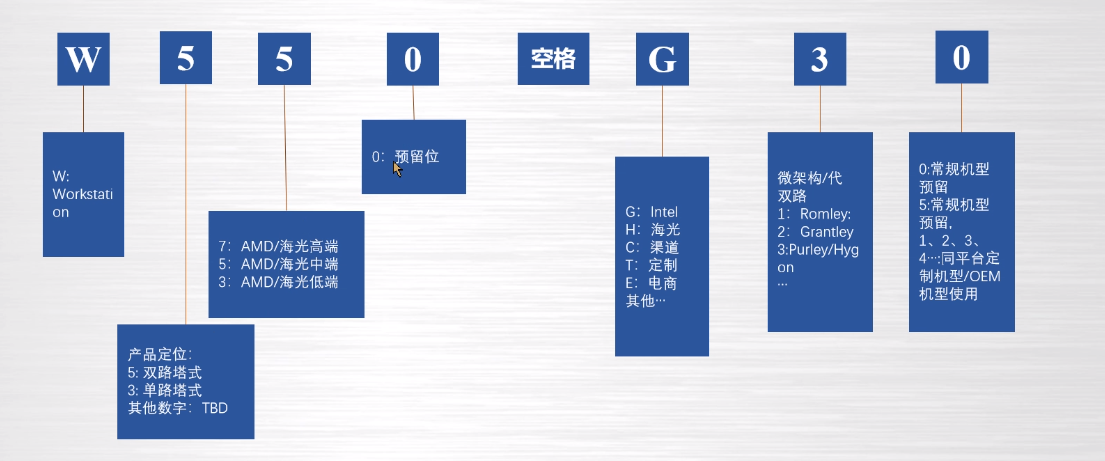 W
5
5
0
空格
G
3
0
W:
Workstati
on
产品定位：
5: 双路塔式
3: 单路塔式
其他数字：TBD
7：AMD/海光高端
5：AMD/海光中端
3：AMD/海光低端
0：预留位
G：Intel
H：海光
C：渠道
T：定制
E：电商
其他…
微架构/代
双路
1：Romley:
2：Grantley
3:Purley/Hyg
on
…
0:常规机型
预留
5:常规机型
预留,
1、2、3、
4…:同平台定
制机型/OEM
机型使用